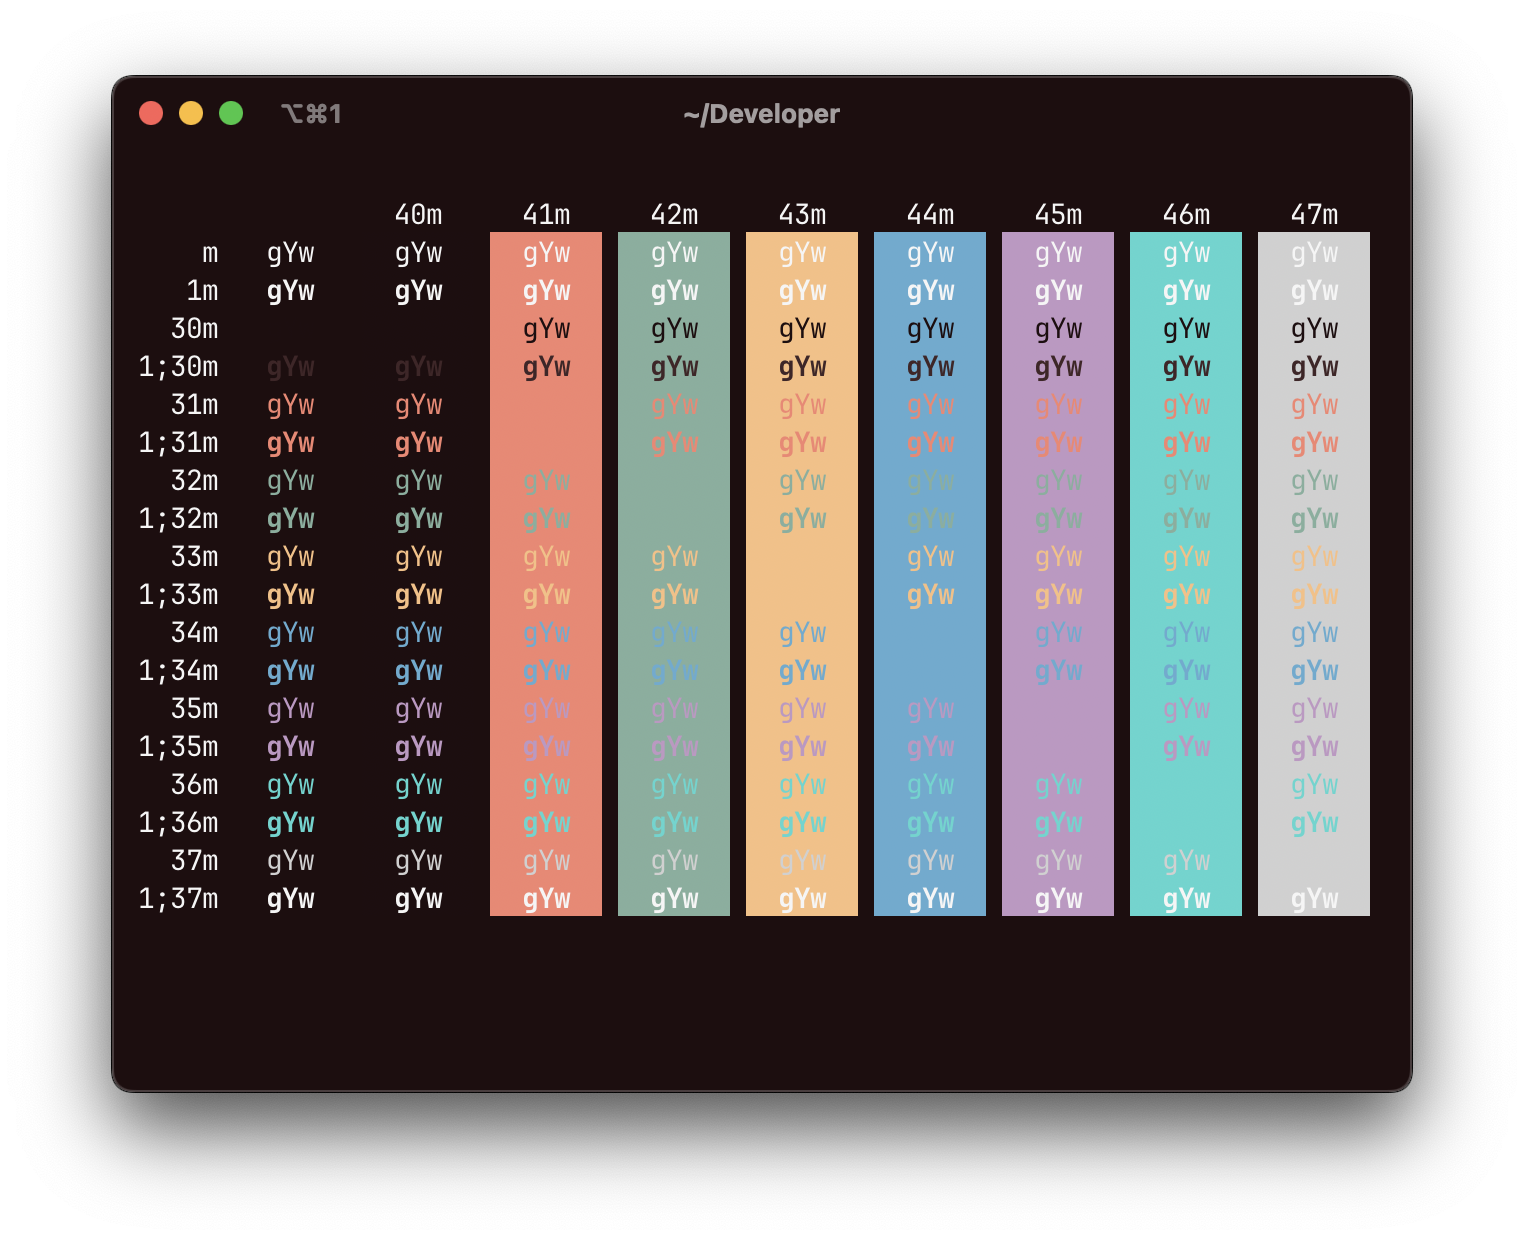 ⌥⌘1 ~/Developer
40m 41m 42m 43m 44m 45m 46m 47m
m gYw gYw gYw gYw gYw gYw gYw gYw gYw
1m gYw gYw gYw gYw gYw gYw gYw gYw gYw
30m gYw gYw gYw gYw gYw gYw gYw
1;30m gYw gYw gYw gYw gYw gYw gYw gYw gYw
31m gYw gYw gYw gYw gYw gYw gYw gYw
1;31m gYw gYw gYw gYw gYw gYw gYw gYw
32m gYw gYw gYw gYw gYw gYw gYw gYw
1;32m gYw gYw gYw gYw gYw gYw gYw gYw
33m gYw gYw gYw gYw gYw gYw gYw gYw
1;33m gYw gYw gYw gYw gYw gYw gYw gYw
34m gYw gYw gYw gYw gYw gYw gYw gYw
1;34m gYw gYw gYw gYw gYw gYw gYw gYw
35m gYw gYw gYw gYw gYw gYw gYw gYw
1;35m gYw gYw gYw gYw gYw gYw gYw gYw
36m gYw gYw gYw gYw gYw gYw gYw gYw
1;36m gYw gYw gYw gYw gYw gYw gYw gYw
37m gYw gYw gYw gYw gYw gYw gYw gYw
1;37m gYw gYw gYw gYw gYw gYw gYw gYw gYw